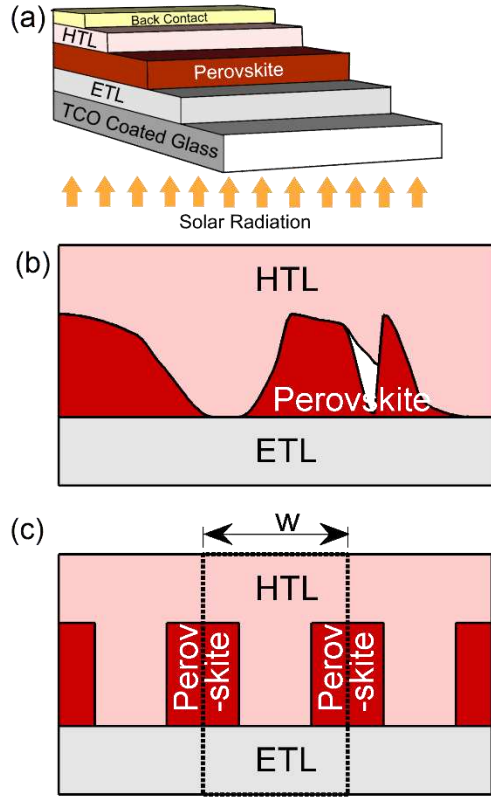 (a)
Back Contact
HTL
Perovskite
ETL
TCO Coated Glass
Solar Radiation
(b)
HTL
Perovskite
ETL
(c)
w
HTL
Perov
-skite
Perov
-skite
ETL